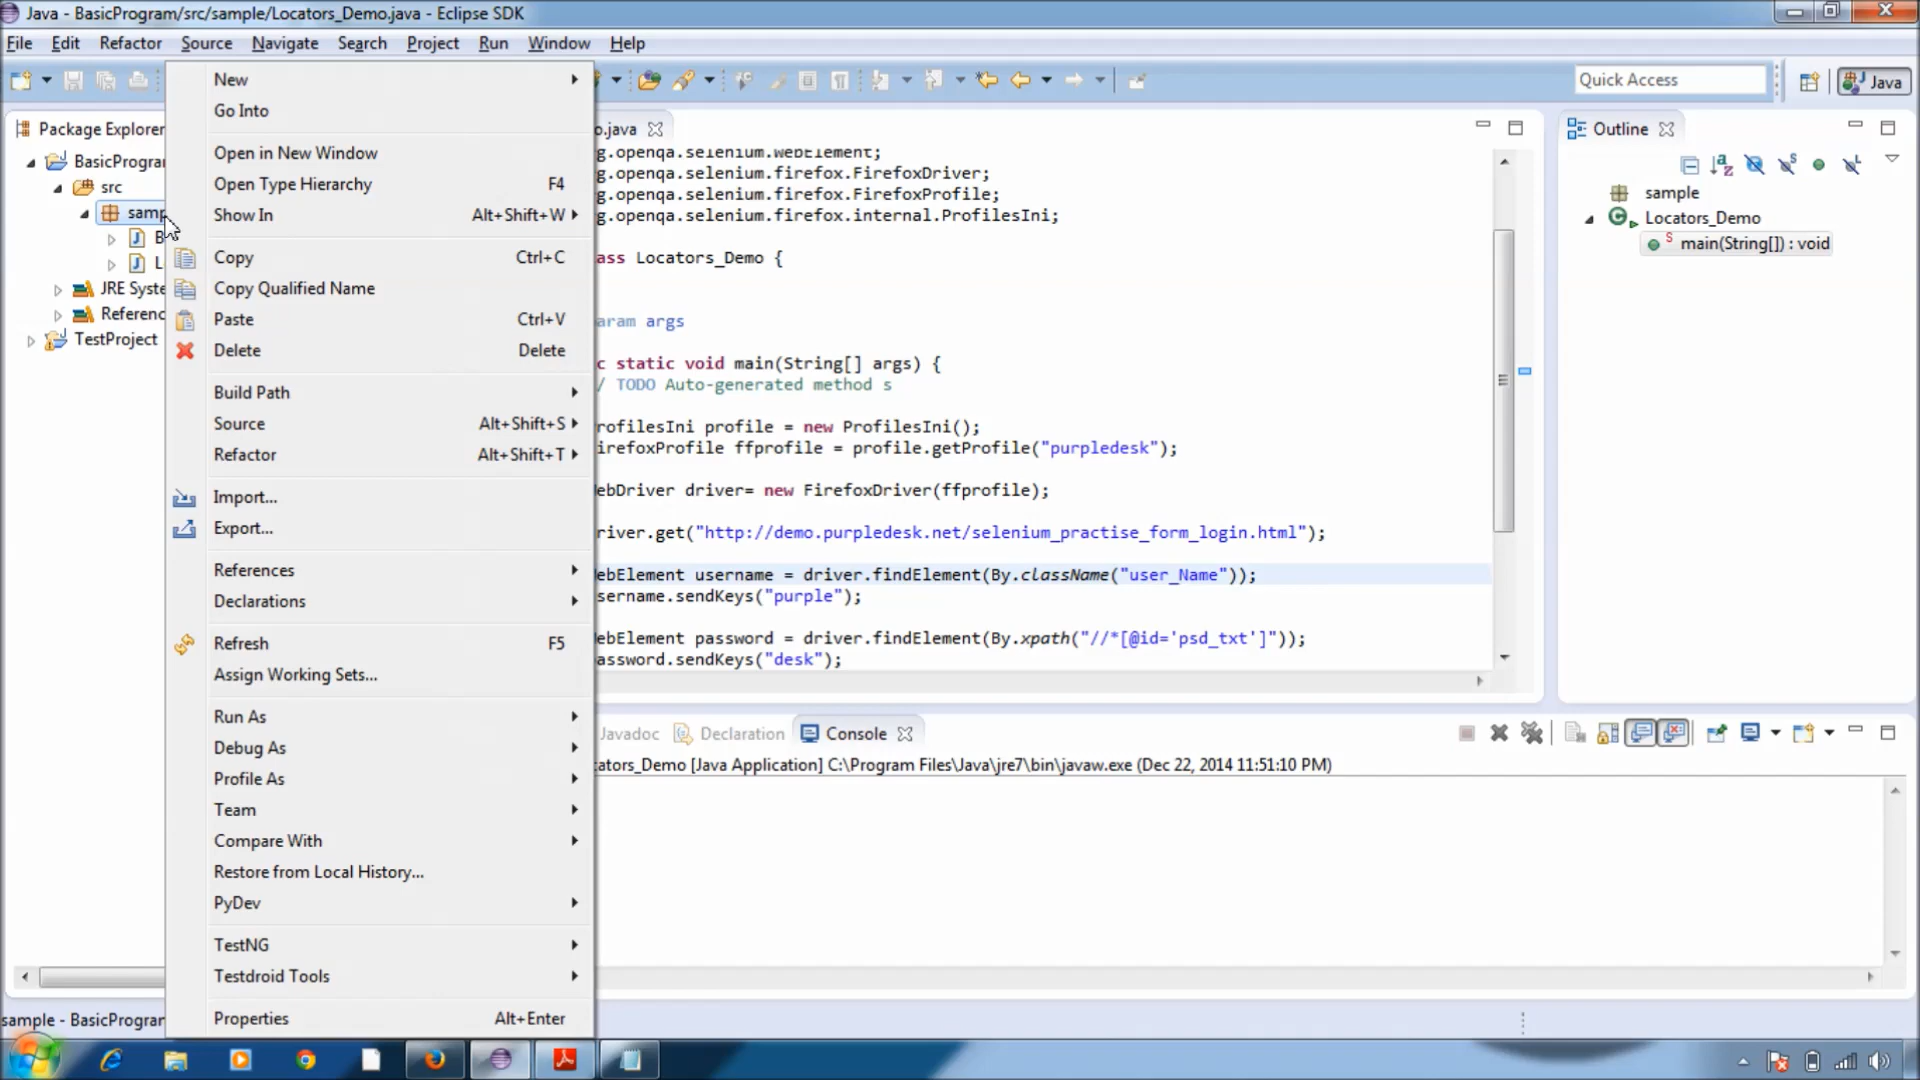 Java - BasicProgram/src/sample/Locators_Demo.java - Eclipse SDK
File Edit Refactor Source Navigate Search Project Run Window Help
Quick Access
Java
Package Explorer
BasicProgram
src
samp
B
L
JRE Syste
Referenc
TestProject
New
Go Into
Open in New Window
Open Type Hierarchy F4
Show In Alt+Shift+W
Copy Ctrl+C
Copy Qualified Name
Paste Ctrl+V
Delete Delete
Build Path
Source Alt+Shift+S
Refactor Alt+Shift+T
Import...
Export...
References
Declarations
Refresh F5
Assign Working Sets...
Run As
Debug As
Profile As
Team
Compare With
Restore from Local History...
PyDev
TestNG
Testdroid Tools
Properties Alt+Enter
o.java
g.openqa.selenium.WebElement;
g.openqa.selenium.firefox.FirefoxDriver;
g.openqa.selenium.firefox.FirefoxProfile;
g.openqa.selenium.firefox.internal.ProfilesIni;
ass Locators_Demo {
aram args
c static void main(String[] args) {
/ TODO Auto-generated method s
rofilesIni profile = new ProfilesIni();
irefoxProfile ffprofile = profile.getProfile("purpledesk");
ebDriver driver= new FirefoxDriver(ffprofile);
river.get("http://demo.purpledesk.net/selenium_practise_form_login.html");
ebElement username = driver.findElement(By.className("user_Name"));
sername.sendKeys("purple");
ebElement password = driver.findElement(By.xpath("//*[@id='psd_txt']"));
assword.sendKeys("desk");
Outline
sample
Locators_Demo
main(String[]) : void
Javadoc Declaration Console
cators_Demo [Java Application] C:\Program Files\Java\jre7\bin\javaw.exe (Dec 22, 2014 11:51:10 PM)
sample - BasicProgram